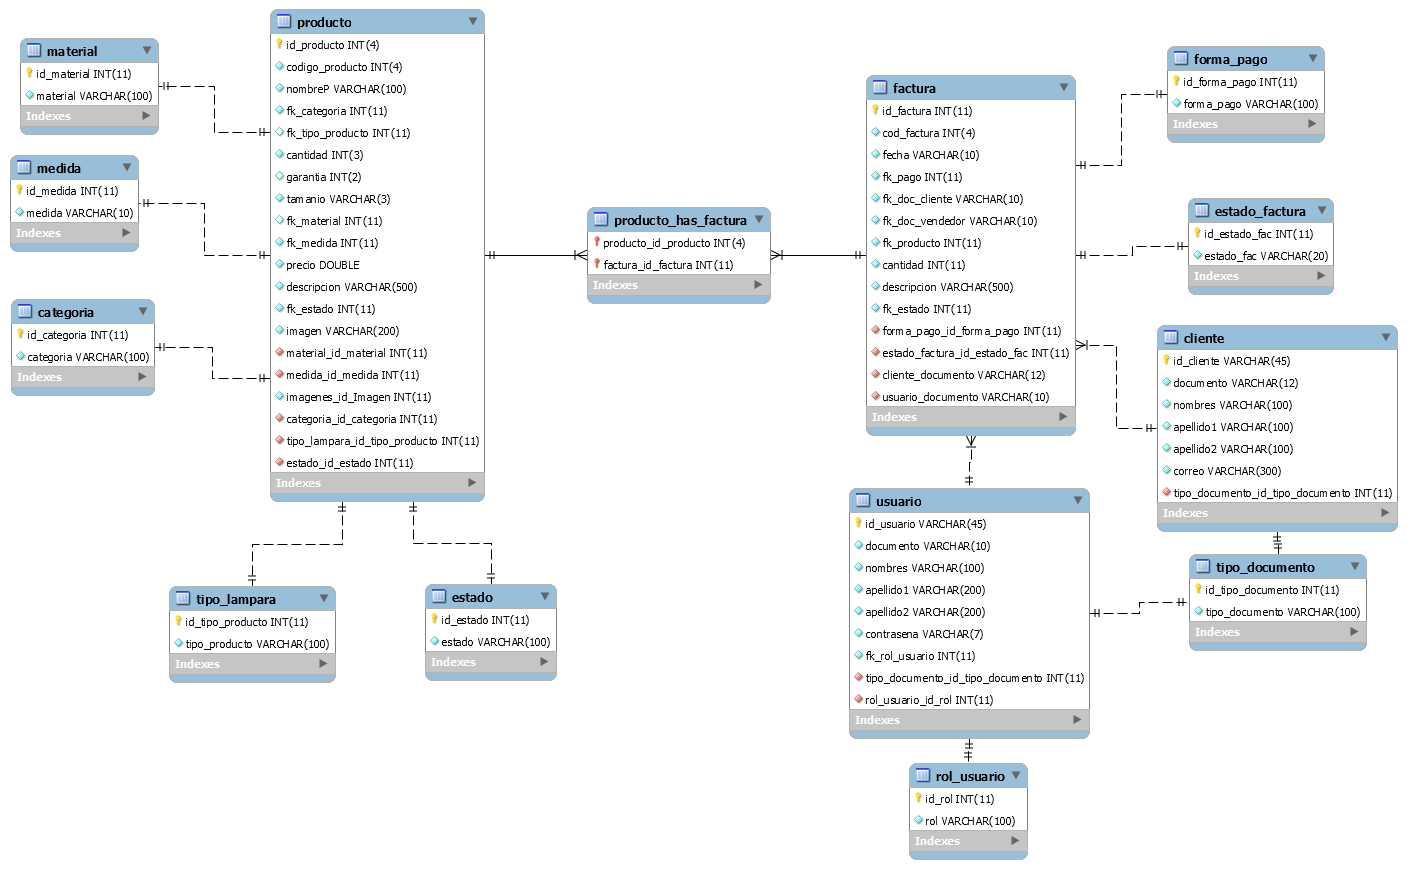 material
id_material INT(11)
material VARCHAR(100)
Indexes
medida
id_medida INT(11)
medida VARCHAR(10)
Indexes
categoria
id_categoria INT(11)
categoria VARCHAR(100)
Indexes
producto
id_producto INT(4)
codigo_producto INT(4)
nombreP VARCHAR(100)
fk_categoria INT(11)
fk_tipo_producto INT(11)
cantidad INT(3)
garantia INT(2)
tamanio VARCHAR(3)
fk_material INT(11)
fk_medida INT(11)
precio DOUBLE
descripcion VARCHAR(500)
fk_estado INT(11)
imagen VARCHAR(200)
material_id_material INT(11)
medida_id_medida INT(11)
imagenes_id_Imagen INT(11)
categoria_id_categoria INT(11)
tipo_lampara_id_tipo_producto INT(11)
estado_id_estado INT(11)
Indexes
tipo_lampara
id_tipo_producto INT(11)
tipo_producto VARCHAR(100)
Indexes
estado
id_estado INT(11)
estado VARCHAR(100)
Indexes
producto_has_factura
producto_id_producto INT(4)
factura_id_factura INT(11)
Indexes
factura
id_factura INT(11)
cod_factura INT(4)
fecha VARCHAR(10)
fk_pago INT(11)
fk_doc_cliente VARCHAR(10)
fk_doc_vendedor VARCHAR(10)
fk_producto INT(11)
cantidad INT(11)
descripcion VARCHAR(500)
fk_estado INT(11)
forma_pago_id_forma_pago INT(11)
estado_factura_id_estado_fac INT(11)
cliente_documento VARCHAR(12)
usuario_documento VARCHAR(10)
Indexes
forma_pago
id_forma_pago INT(11)
forma_pago VARCHAR(100)
Indexes
estado_factura
id_estado_fac INT(11)
estado_fac VARCHAR(20)
Indexes
cliente
id_cliente VARCHAR(45)
documento VARCHAR(12)
nombres VARCHAR(100)
apellido1 VARCHAR(100)
apellido2 VARCHAR(100)
correo VARCHAR(300)
tipo_documento_id_tipo_documento INT(11)
Indexes
usuario
id_usuario VARCHAR(45)
documento VARCHAR(10)
nombres VARCHAR(100)
apellido1 VARCHAR(200)
apellido2 VARCHAR(200)
contrasena VARCHAR(7)
fk_rol_usuario INT(11)
tipo_documento_id_tipo_documento INT(11)
rol_usuario_id_rol INT(11)
Indexes
tipo_documento
id_tipo_documento INT(11)
tipo_documento VARCHAR(100)
Indexes
rol_usuario
id_rol INT(11)
rol VARCHAR(100)
Indexes